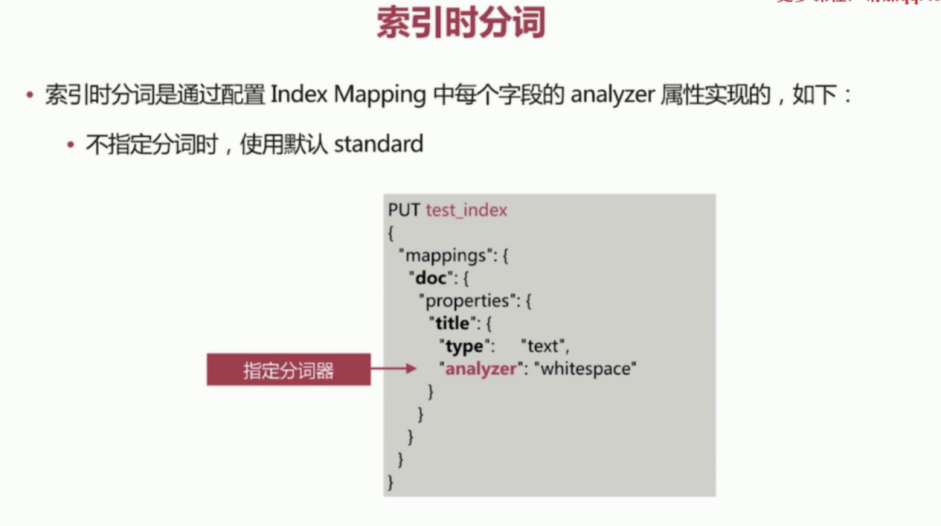 索引时分词
• 索引时分词是通过配置 Index Mapping 中每个字段的 analyzer 属性实现的，如下：
• 不指定分词时，使用默认 standard
PUT test_index
{
"mappings": {
"doc": {
"properties": {
"title": {
"type": "text",
指定分词器
"analyzer": "whitespace"
}
}
}
}
}